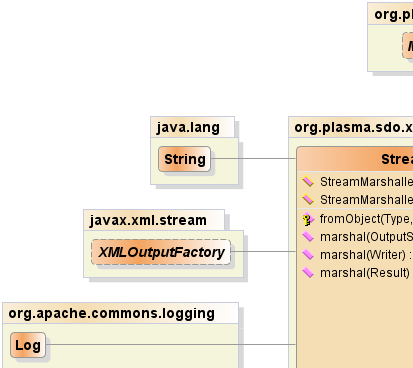 org.pl
java.lang
String
org.plasma.sdo.x
Strea
StreamMarshalle
StreamMarshalle
fromObject(Type,
marshal(OutputS
marshal(Writer) :
marshal(Result)
javax.xml.stream
XMLOutputFactory
org.apache.commons.logging
Log